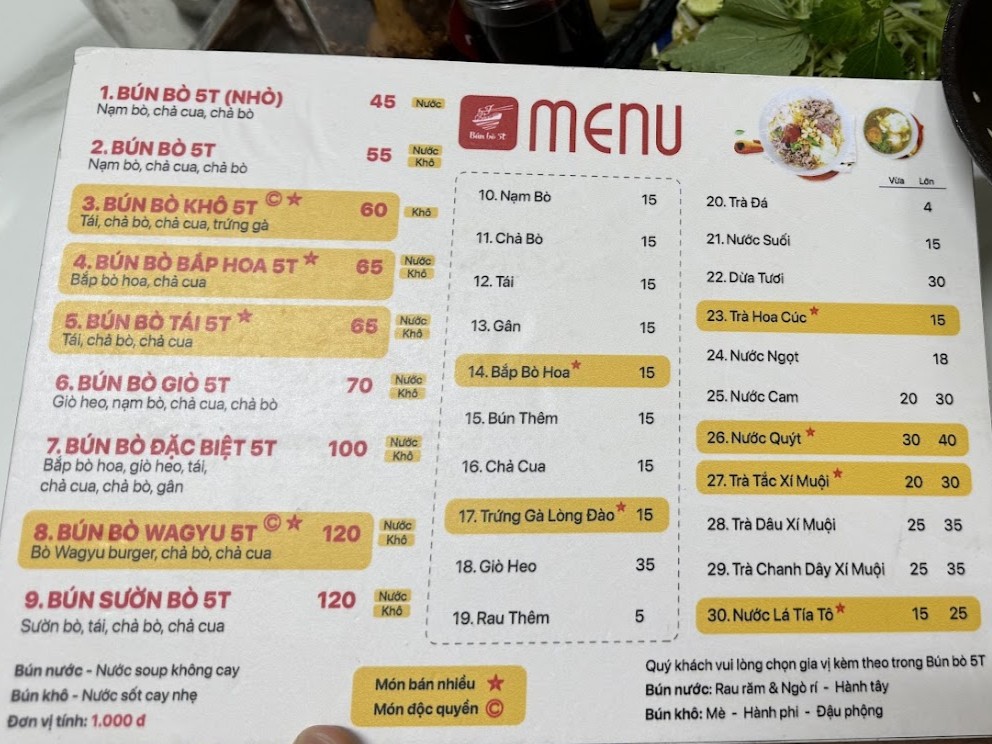 1. BÚN BÒ 5T (NHỎ) 45 Nước
Nạm bò, chả cua, chả bò
2. BÚN BÒ 5T 55 Nước Khô
Nạm bò, chả cua, chả bò
3. BÚN BÒ KHÔ 5T © ★ 60 Khô
Tái, chả bò, chả cua, trứng gà
4. BÚN BÒ BẮP HOA 5T ★ 65 Nước Khô
Bắp bò hoa, chả cua
5. BÚN BÒ TÁI 5T ★ 65 Nước Khô
Tái, chả bò, chả cua
6. BÚN BÒ GIÒ 5T 70 Nước Khô
Giò heo, nạm bò, chả cua, chả bò
7. BÚN BÒ ĐẶC BIỆT 5T 100 Nước Khô
Bắp bò hoa, giò heo, tái,
chả cua, chả bò, gân
8. BÚN BÒ WAGYU 5T © ★ 120 Nước Khô
Bò Wagyu burger, chả bò, chả cua
9. BÚN SƯỜN BÒ 5T 120 Nước Khô
Sườn bò, tái, chả bò, chả cua
Bún nước - Nước soup không cay
Bún khô - Nước sốt cay nhẹ
Đơn vị tính: 1.000 đ
Bún bò 5T
MENU
10. Nạm Bò 15
11. Chả Bò 15
12. Tái 15
13. Gân 15
14. Bắp Bò Hoa ★ 15
15. Bún Thêm 15
16. Chả Cua 15
17. Trứng Gà Lòng Đào ★ 15
18. Giò Heo 35
19. Rau Thêm 5
Món bán nhiều ★
Món độc quyền ©
Vừa Lớn
20. Trà Đá 4
21. Nước Suối 15
22. Dừa Tươi 30
23. Trà Hoa Cúc ★ 15
24. Nước Ngọt 18
25. Nước Cam 20 30
26. Nước Quýt ★ 30 40
27. Trà Tắc Xí Muội ★ 20 30
28. Trà Dâu Xí Muội 25 35
29. Trà Chanh Dây Xí Muội 25 35
30. Nước Lá Tía Tô ★ 15 25
Quý khách vui lòng chọn gia vị kèm theo trong Bún bò 5T
Bún nước: Rau răm & Ngò rí - Hành tây
Bún khô: Mè - Hành phi - Đậu phộng